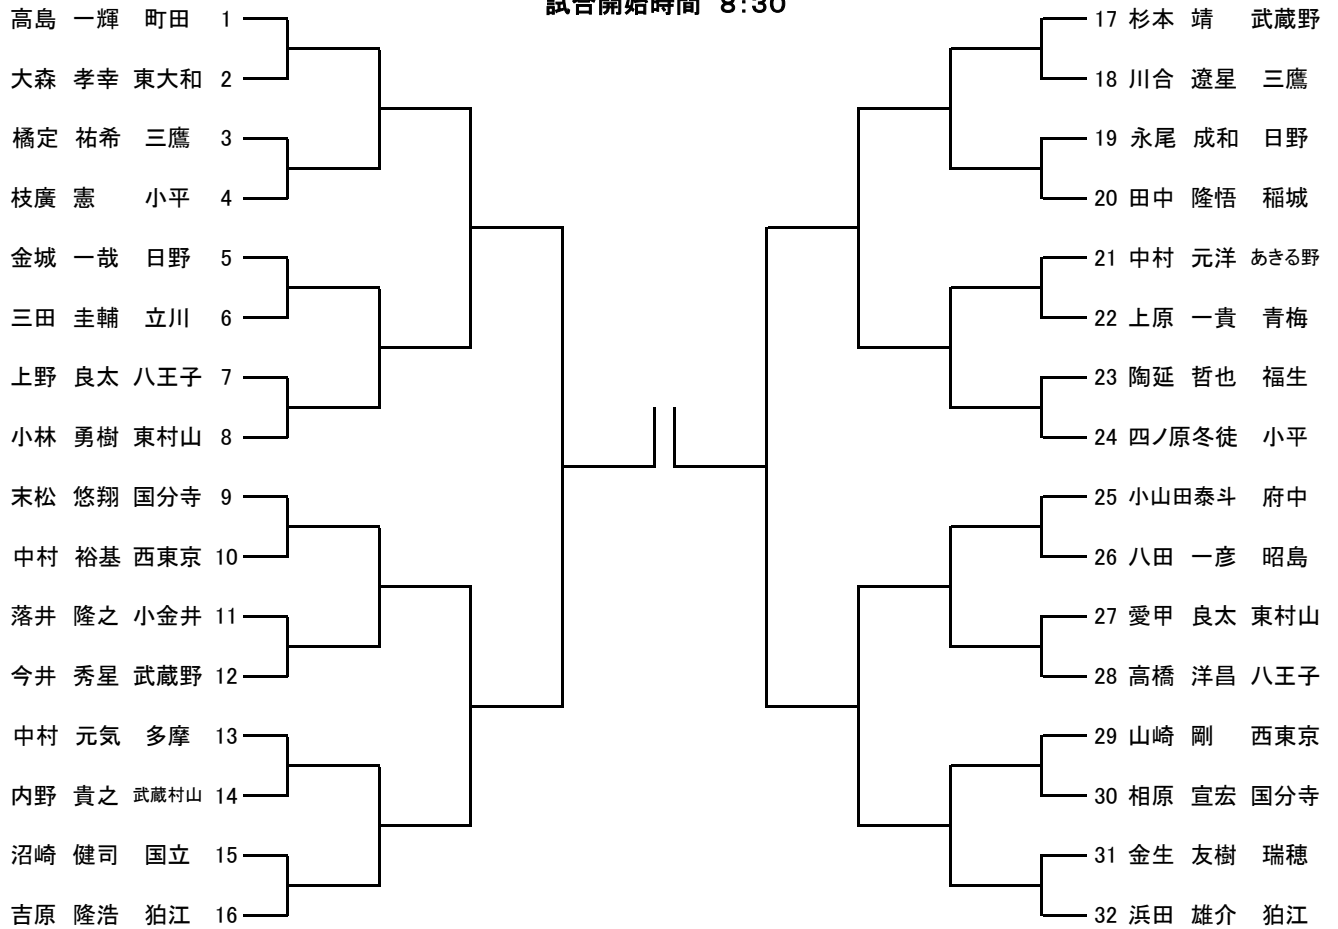 試合開始時間 8:30
高島 一輝 町田 1
大森 孝幸 東大和 2
橘定 祐希 三鷹 3
枝廣 憲 小平 4
金城 一哉 日野 5
三田 圭輔 立川 6
上野 良太 八王子 7
小林 勇樹 東村山 8
末松 悠翔 国分寺 9
中村 裕基 西東京 10
落井 隆之 小金井 11
今井 秀星 武蔵野 12
中村 元気 多摩 13
内野 貴之 武蔵村山 14
沼崎 健司 国立 15
吉原 隆浩 狛江 16
17 杉本 靖 武蔵野
18 川合 遼星 三鷹
19 永尾 成和 日野
20 田中 隆悟 稲城
21 中村 元洋 あきる野
22 上原 一貴 青梅
23 陶延 哲也 福生
24 四ノ原冬徒 小平
25 小山田泰斗 府中
26 八田 一彦 昭島
27 愛甲 良太 東村山
28 高橋 洋昌 八王子
29 山崎 剛 西東京
30 相原 宣宏 国分寺
31 金生 友樹 瑞穂
32 浜田 雄介 狛江